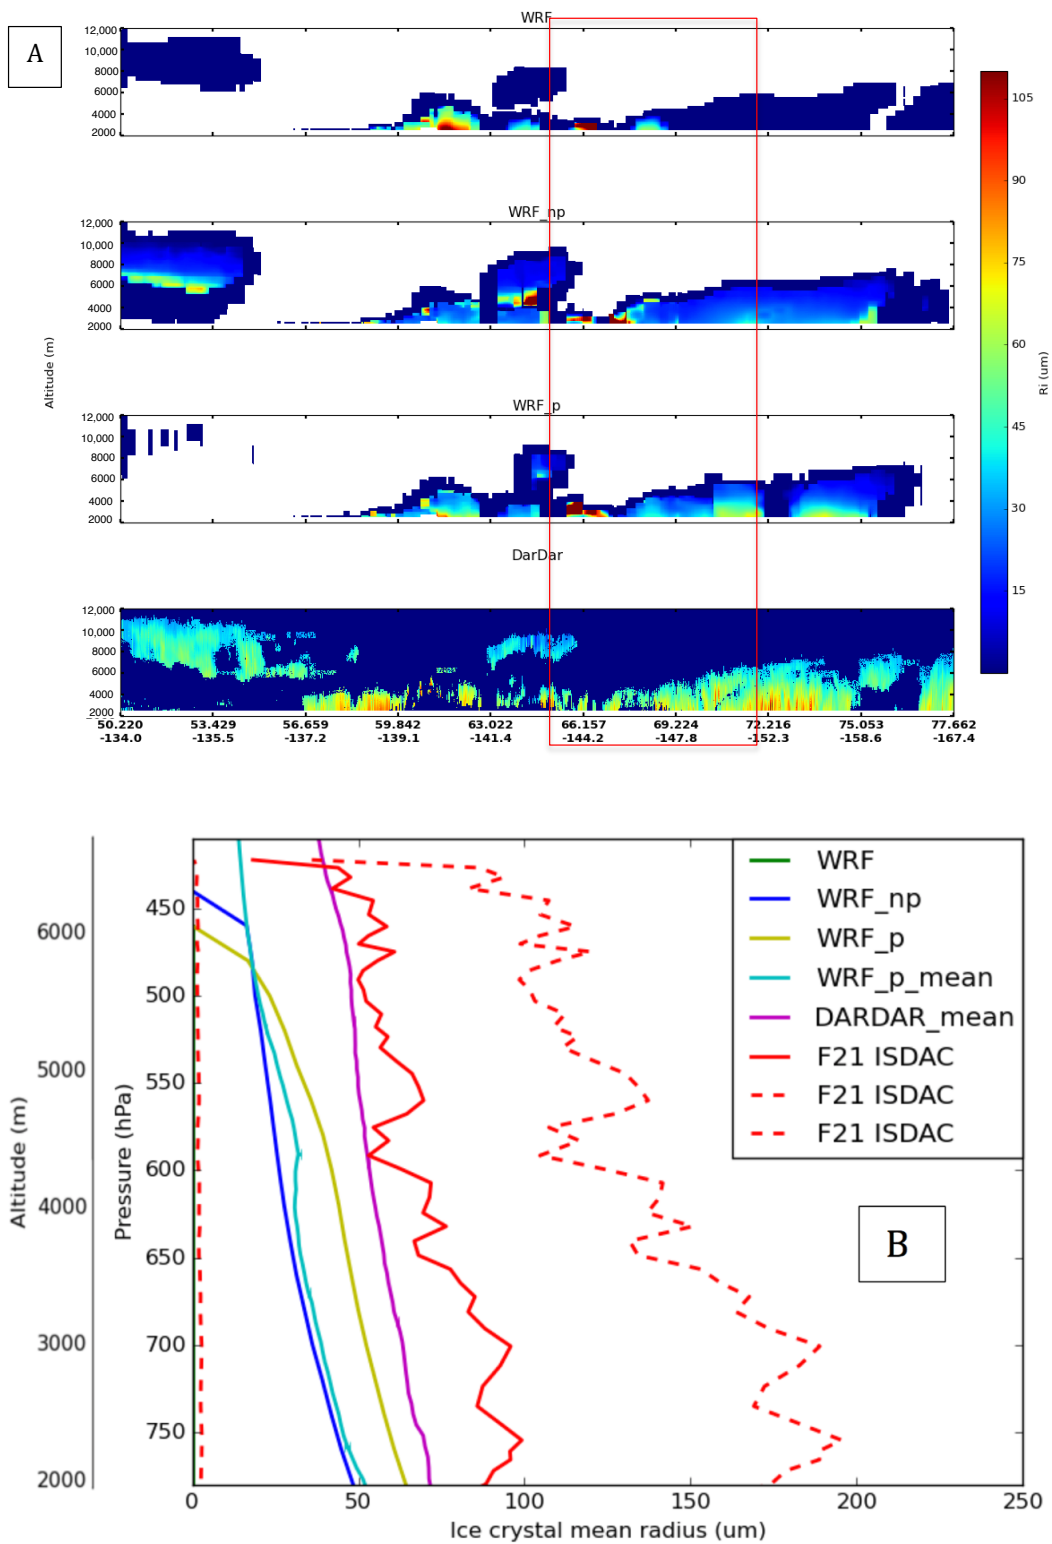 A
WRF
12,000
10,000
8000
6000
4000
2000
WRF_np
12,000
10,000
8000
6000
4000
2000
WRF_p
12,000
10,000
8000
6000
4000
2000
DarDar
12,000
10,000
8000
6000
4000
2000
Altitude (m)
50.220 53.429 56.659 59.842 63.022 66.157 69.224 72.216 75.053 77.662
-134.0 -135.5 -137.2 -139.1 -141.4 -144.2 -147.8 -152.3 -158.6 -167.4
105
90
75
60
45
30
15
Ri (um)
B
WRF
WRF_np
WRF_p
WRF_p_mean
DARDAR_mean
F21 ISDAC
F21 ISDAC
F21 ISDAC
Altitude (m)
6000
5000
4000
3000
2000
Pressure (hPa)
450
500
550
600
650
700
750
0 50 100 150 200 250
Ice crystal mean radius (um)